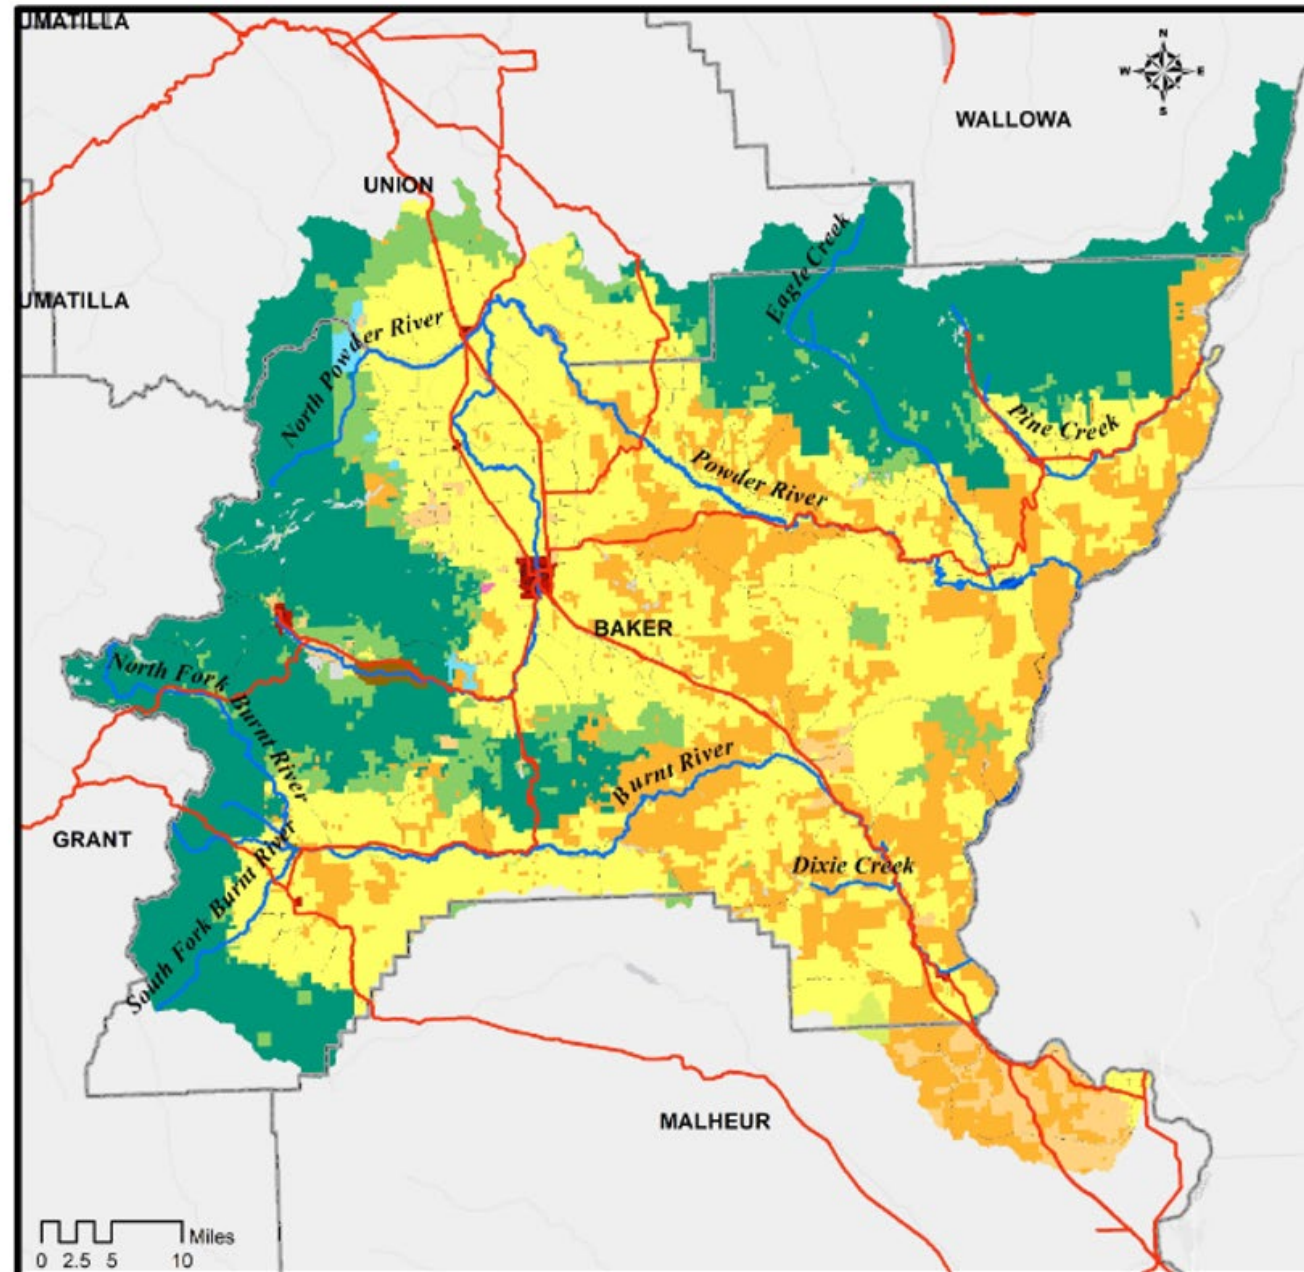 UMATILLA
N
W E
S
WALLOWA
UNION
Eagle Creek
UMATILLA
North Powder River
Pine Creek
Powder River
BAKER
North Fork Burnt River
Burnt River
GRANT
South Fork Burnt River
Dixie Creek
MALHEUR
Miles
0 2.5 5 10